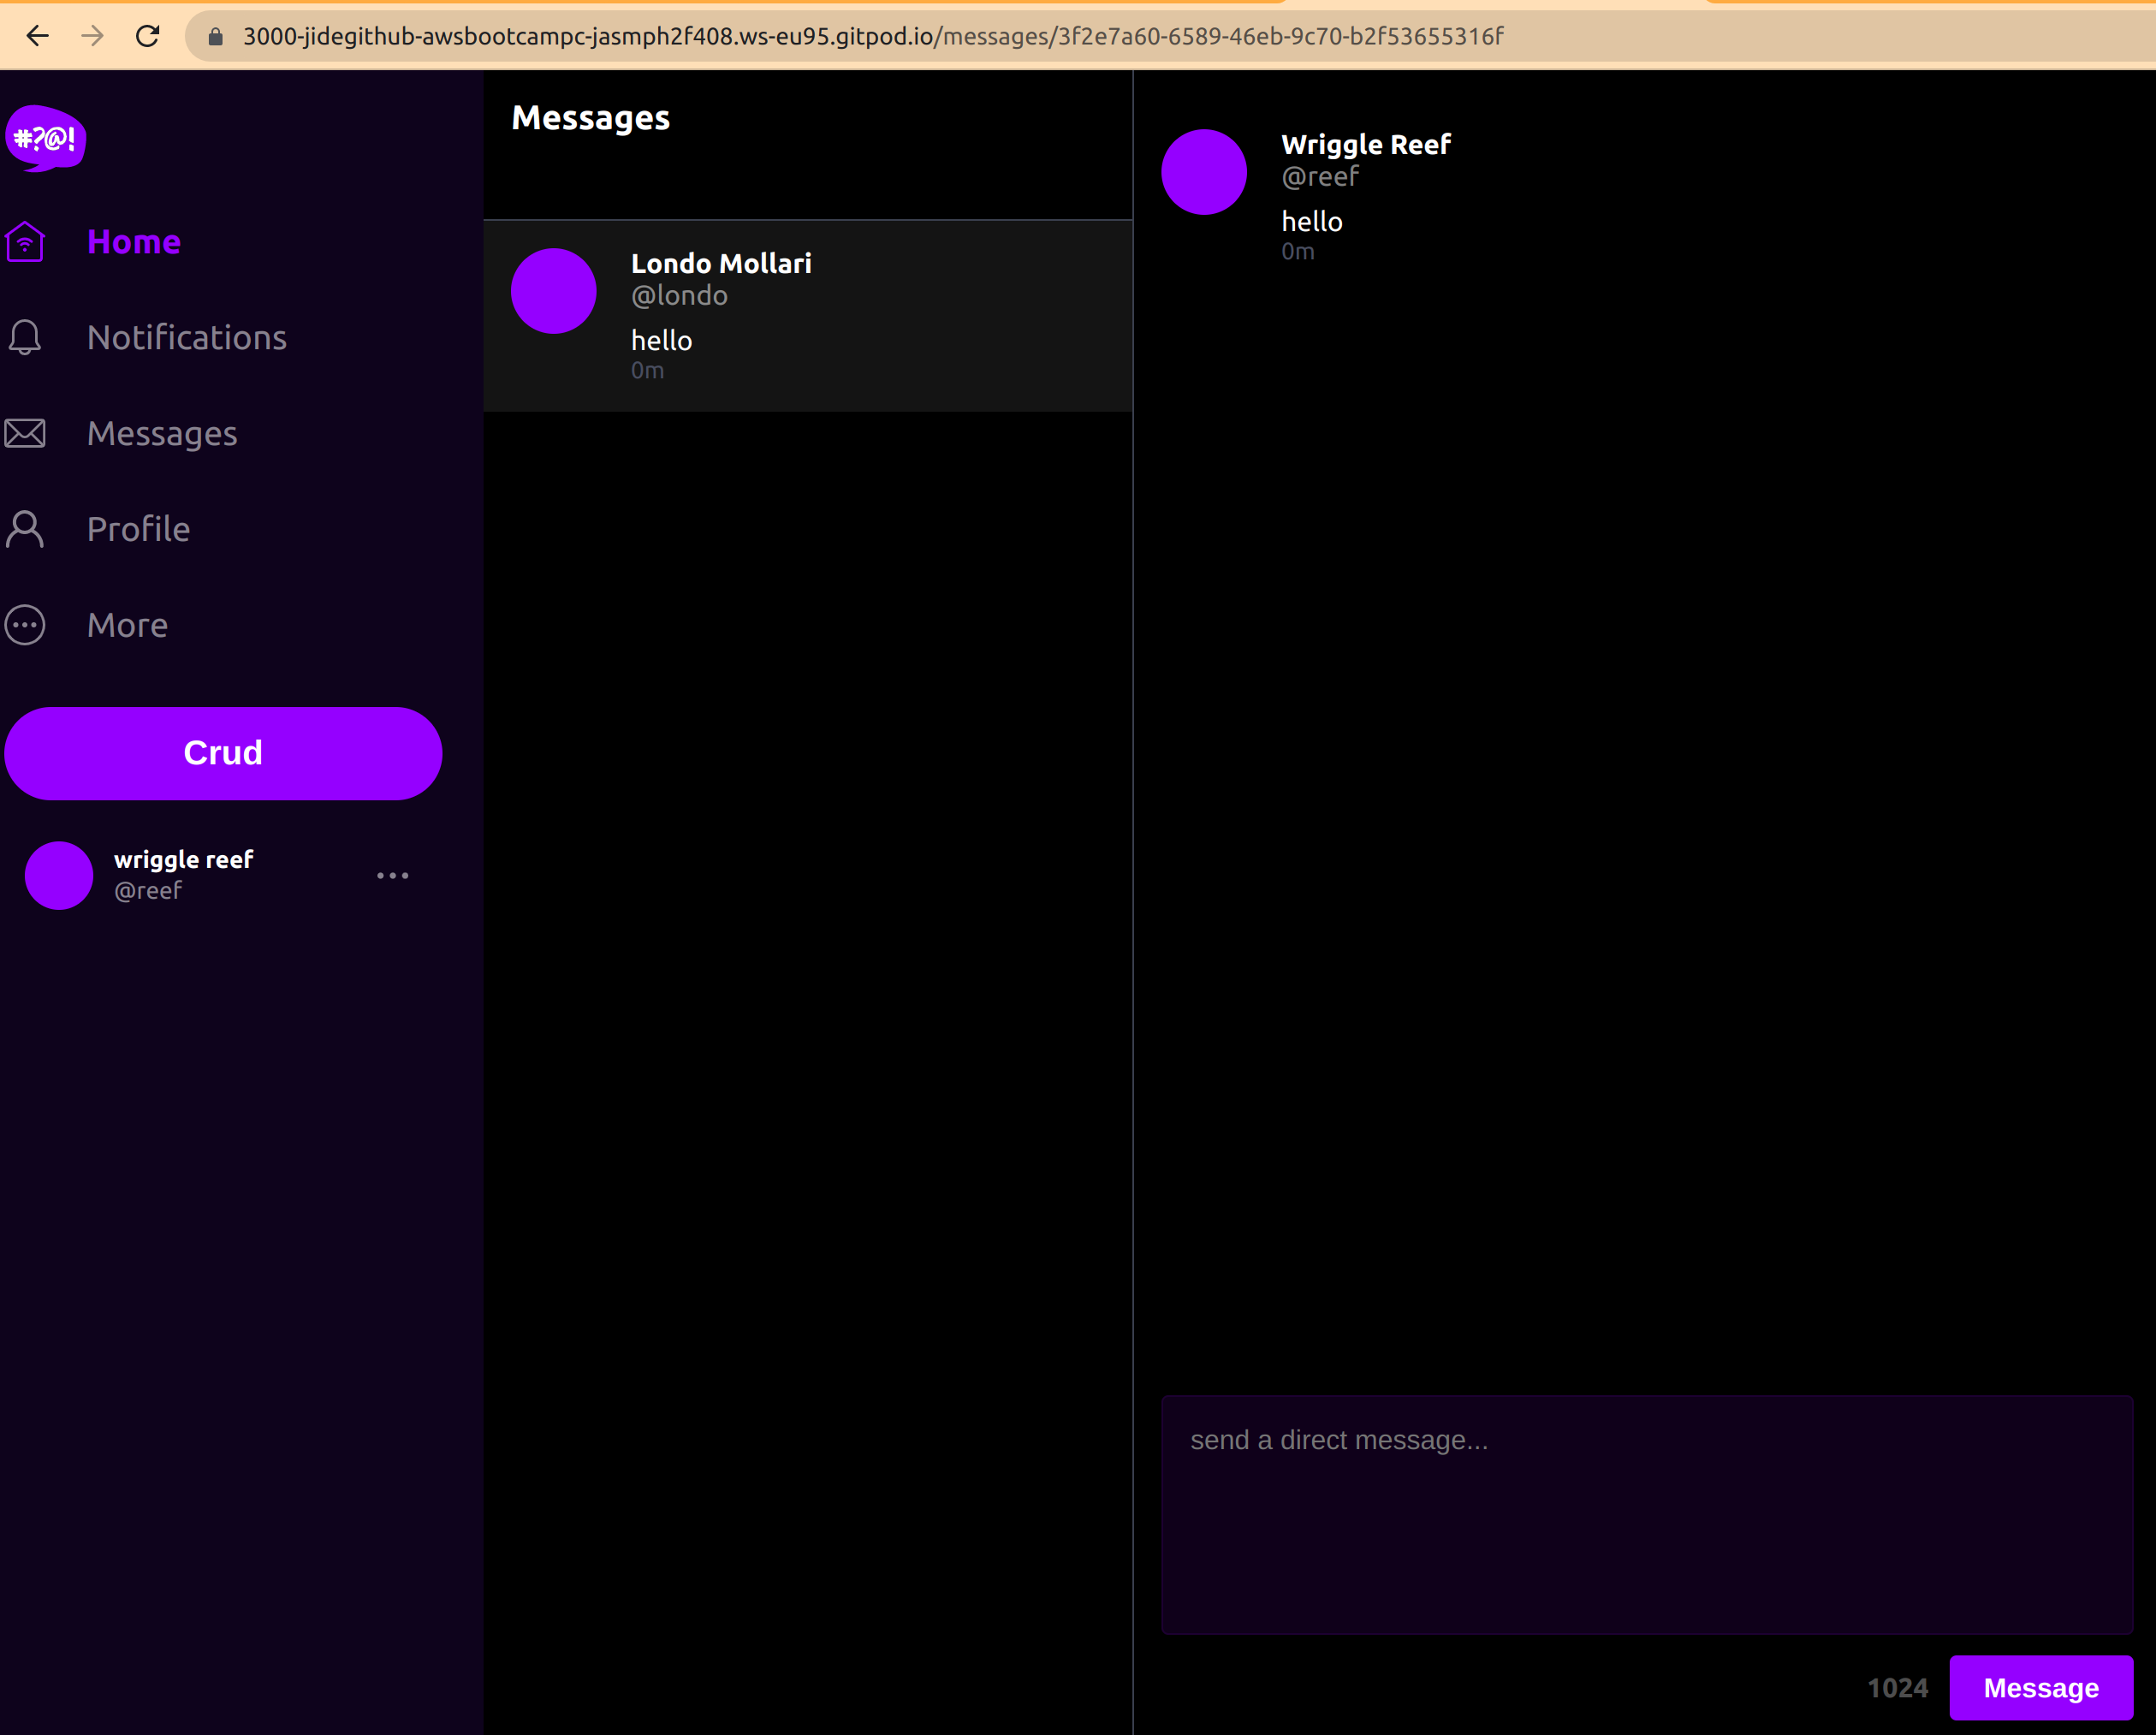 3000-jidegithub-awsbootcampc-jasmph2f408.ws-eu95.gitpod.io/messages/3f2e7a60-6589-46eb-9c70-b2f53655316f
#?@!
Home
Notifications
Messages
Profile
More
Crud
wriggle reef
@reef
Messages
Londo Mollari
@londo
hello
0m
Wriggle Reef
@reef
hello
0m
send a direct message...
1024
Message